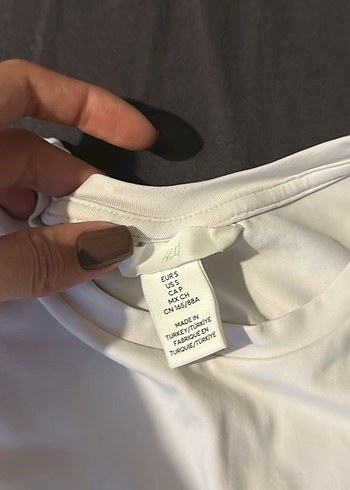 H&M
EUR S
US S
CA P
MX CH
CN 165/88A
MADE IN
TURKEY/TÜRKİYE
FABRIQUÉ EN
TURQUIE/TÜRKİYE